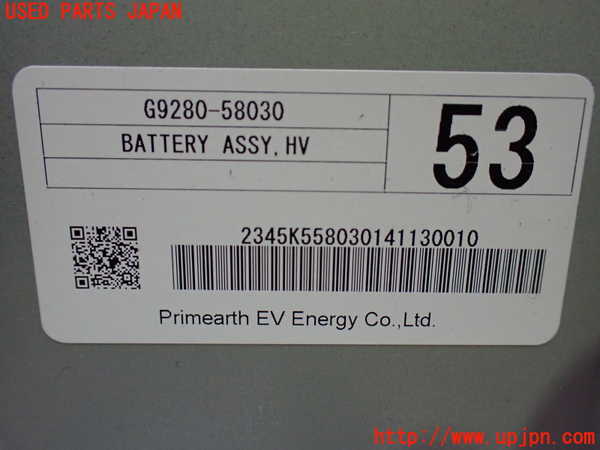 USED PARTS JAPAN
G9280-58030
BATTERY ASSY,HV
53
2345K558030141130010
Primearth EV Energy Co.,Ltd.
http://www.upjpn.com/